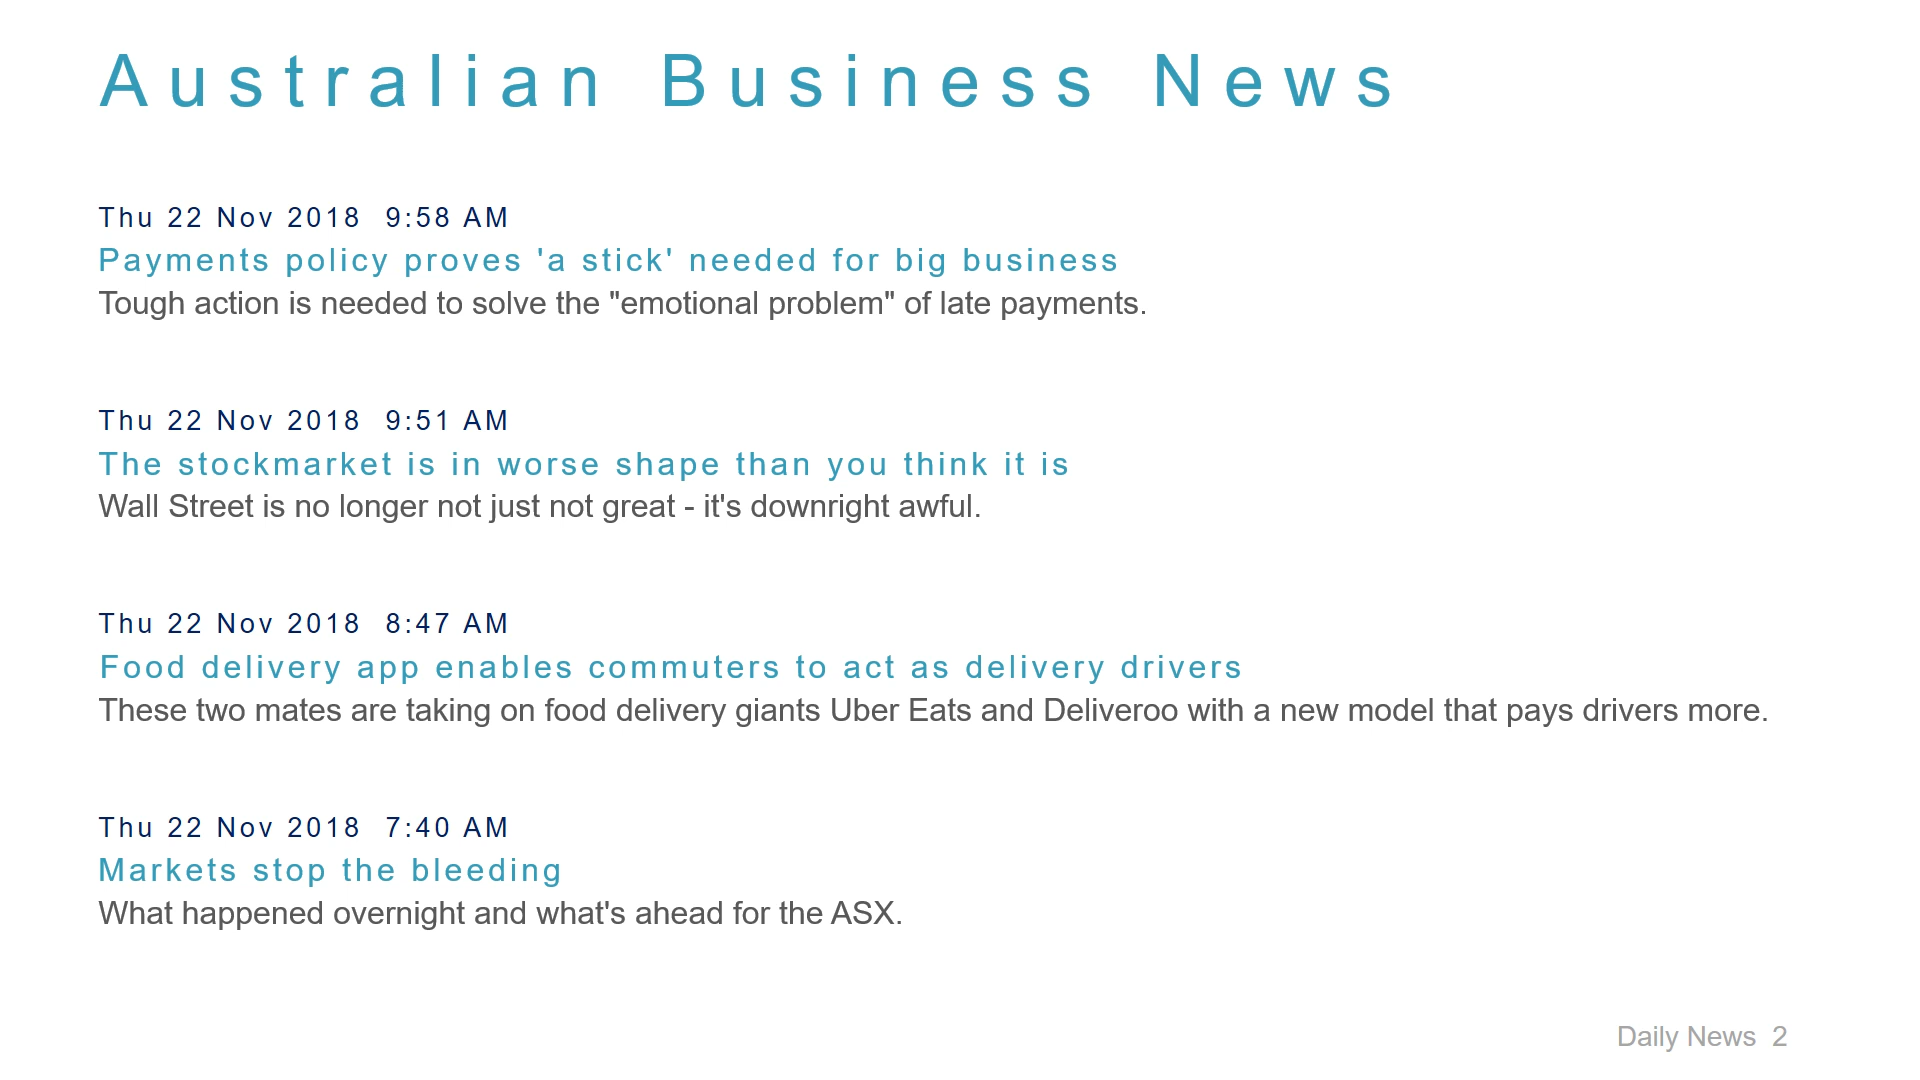 Australian Business News
Thu 22 Nov 2018  9:58 AM
Payments policy proves 'a stick' needed for big business
Tough action is needed to solve the "emotional problem" of late payments.
Thu 22 Nov 2018  9:51 AM
The stockmarket is in worse shape than you think it is
Wall Street is no longer not just not great - it's downright awful.
Thu 22 Nov 2018  8:47 AM
Food delivery app enables commuters to act as delivery drivers
These two mates are taking on food delivery giants Uber Eats and Deliveroo with a new model that pays drivers more.
Thu 22 Nov 2018  7:40 AM
Markets stop the bleeding
What happened overnight and what's ahead for the ASX.
Daily News  2